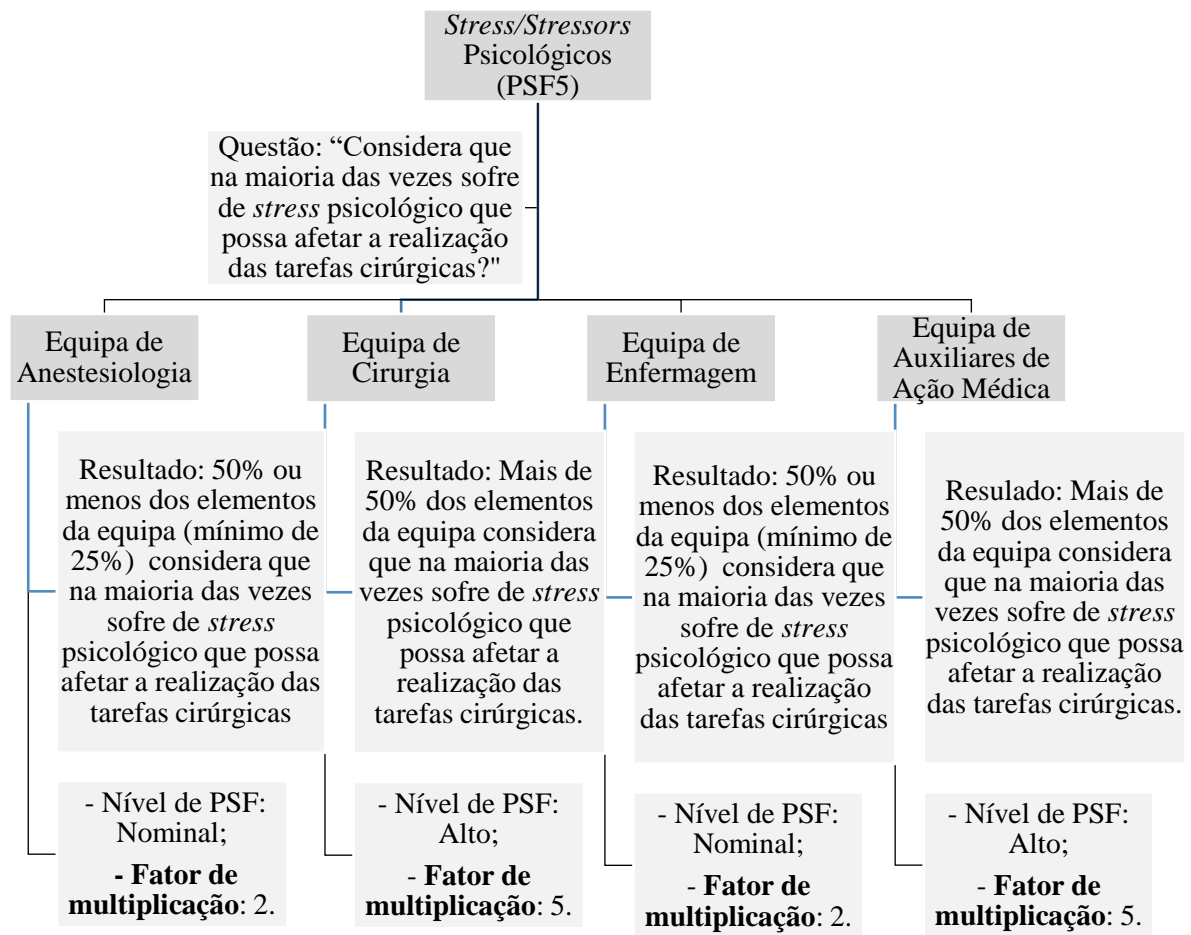 Stress/Stressors
Psicológicos
(PSF5)
Questão: “Considera que
na maioria das vezes sofre
de stress psicológico que
possa afetar a realização
das tarefas cirúrgicas?"
Equipa de
Anestesiologia
Resultado: 50% ou
menos dos elementos
da equipa (mínimo de
25%) considera que
na maioria das vezes
sofre de stress
psicológico que possa
afetar a realização das
tarefas cirúrgicas
- Nível de PSF:
Nominal;
- Fator de
multiplicação: 2.
Equipa de
Cirurgia
Resultado: Mais de
50% dos elementos
da equipa considera
que na maioria das
vezes sofre de stress
psicológico que
possa afetar a
realização das
tarefas cirúrgicas.
- Nível de PSF:
Alto;
- Fator de
multiplicação: 5.
Equipa de
Enfermagem
Resultado: 50% ou
menos dos elementos
da equipa (mínimo de
25%) considera que
na maioria das vezes
sofre de stress
psicológico que possa
afetar a realização
das tarefas cirúrgicas
- Nível de PSF:
Nominal;
- Fator de
multiplicação: 2.
Equipa de
Auxiliares de
Ação Médica
Resulado: Mais de
50% dos elementos
da equipa considera
que na maioria das
vezes sofre de stress
psicológico que possa
afetar a realização
das tarefas cirúrgicas.
- Nível de PSF:
Alto;
- Fator de
multiplicação: 5.